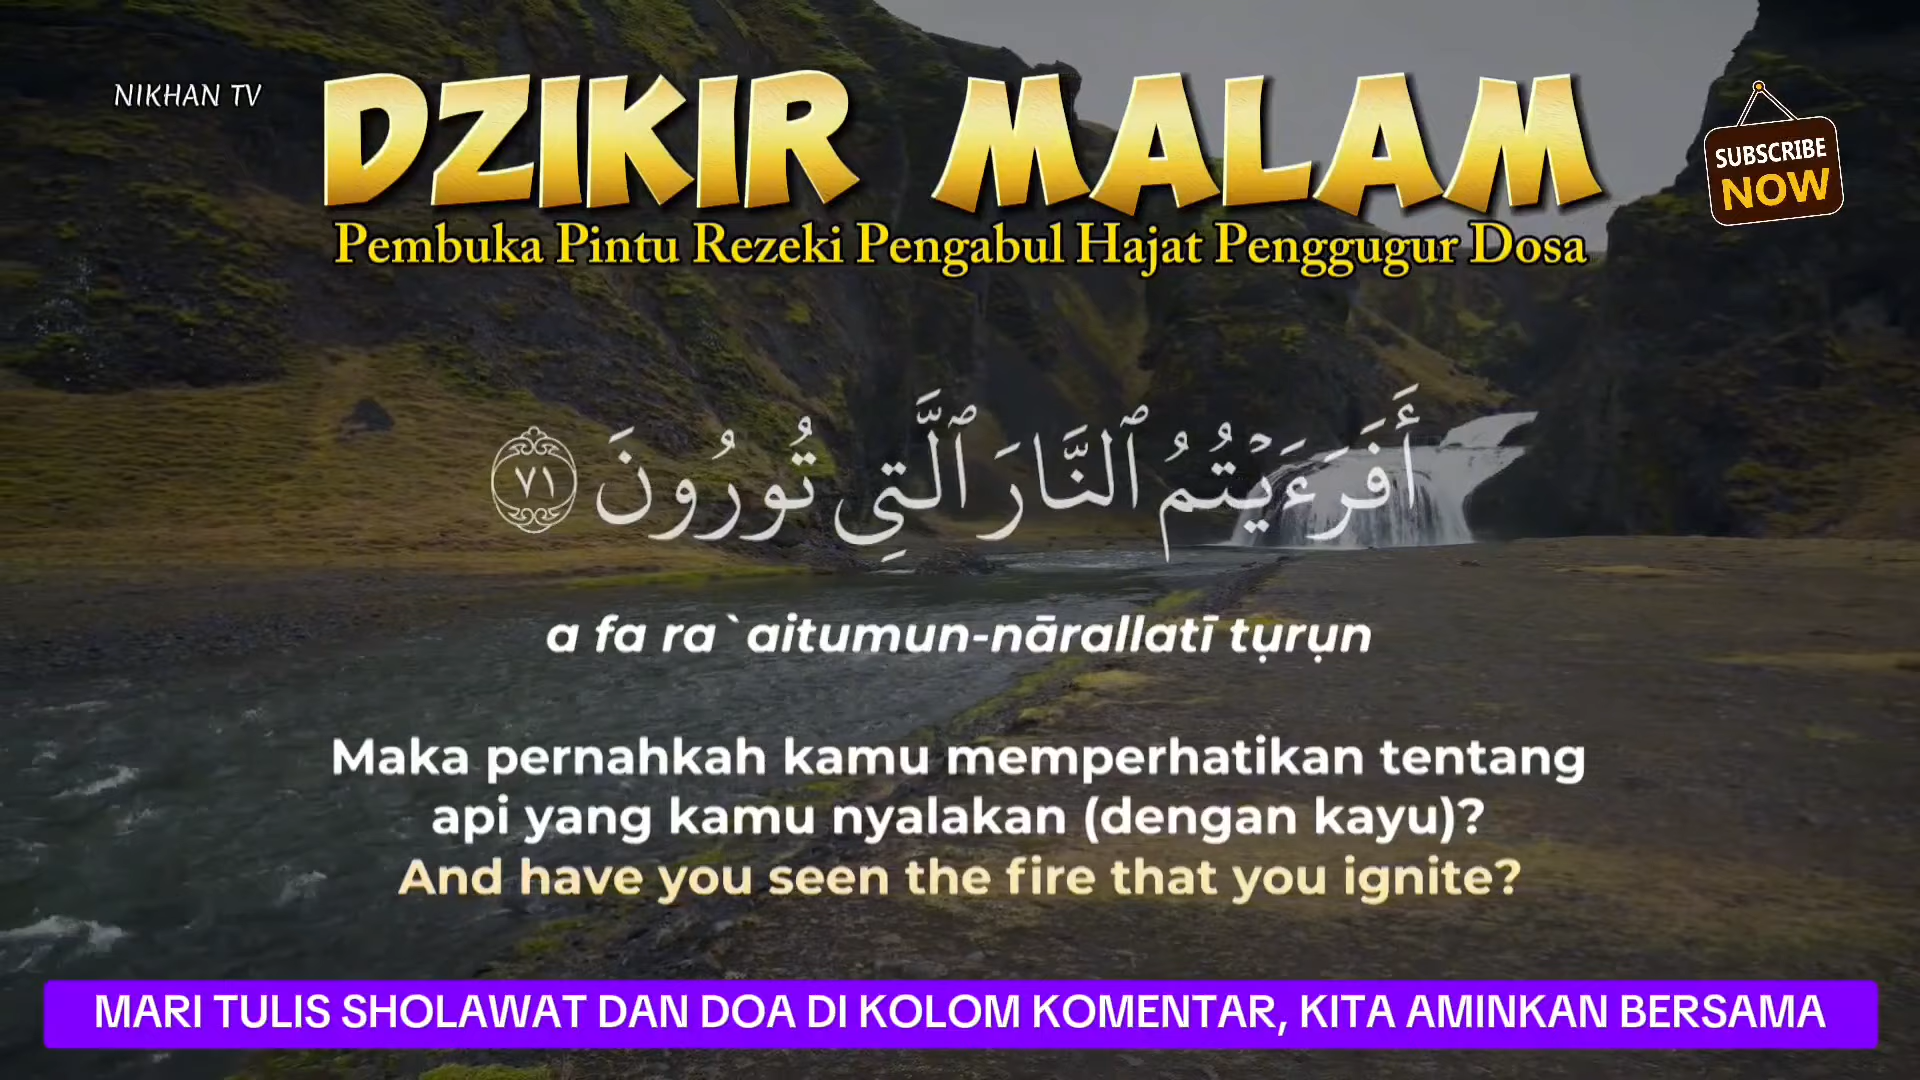 NIKHAN TV
DZIKIR MALAM
SUBSCRIBE
NOW
Pembuka Pintu Rezeki Pengabul Hajat Penggugur Dosa
أَفَرَءَيْتُمُ ٱلنَّارَ ٱلَّتِى تُورُونَ ٧١
a fa ra`aitumun-nārallatī tụrụn
Maka pernahkah kamu memperhatikan tentang
api yang kamu nyalakan (dengan kayu)?
And have you seen the fire that you ignite?
MARI TULIS SHOLAWAT DAN DOA DI KOLOM KOMENTAR, KITA AMINKAN BERSAMA